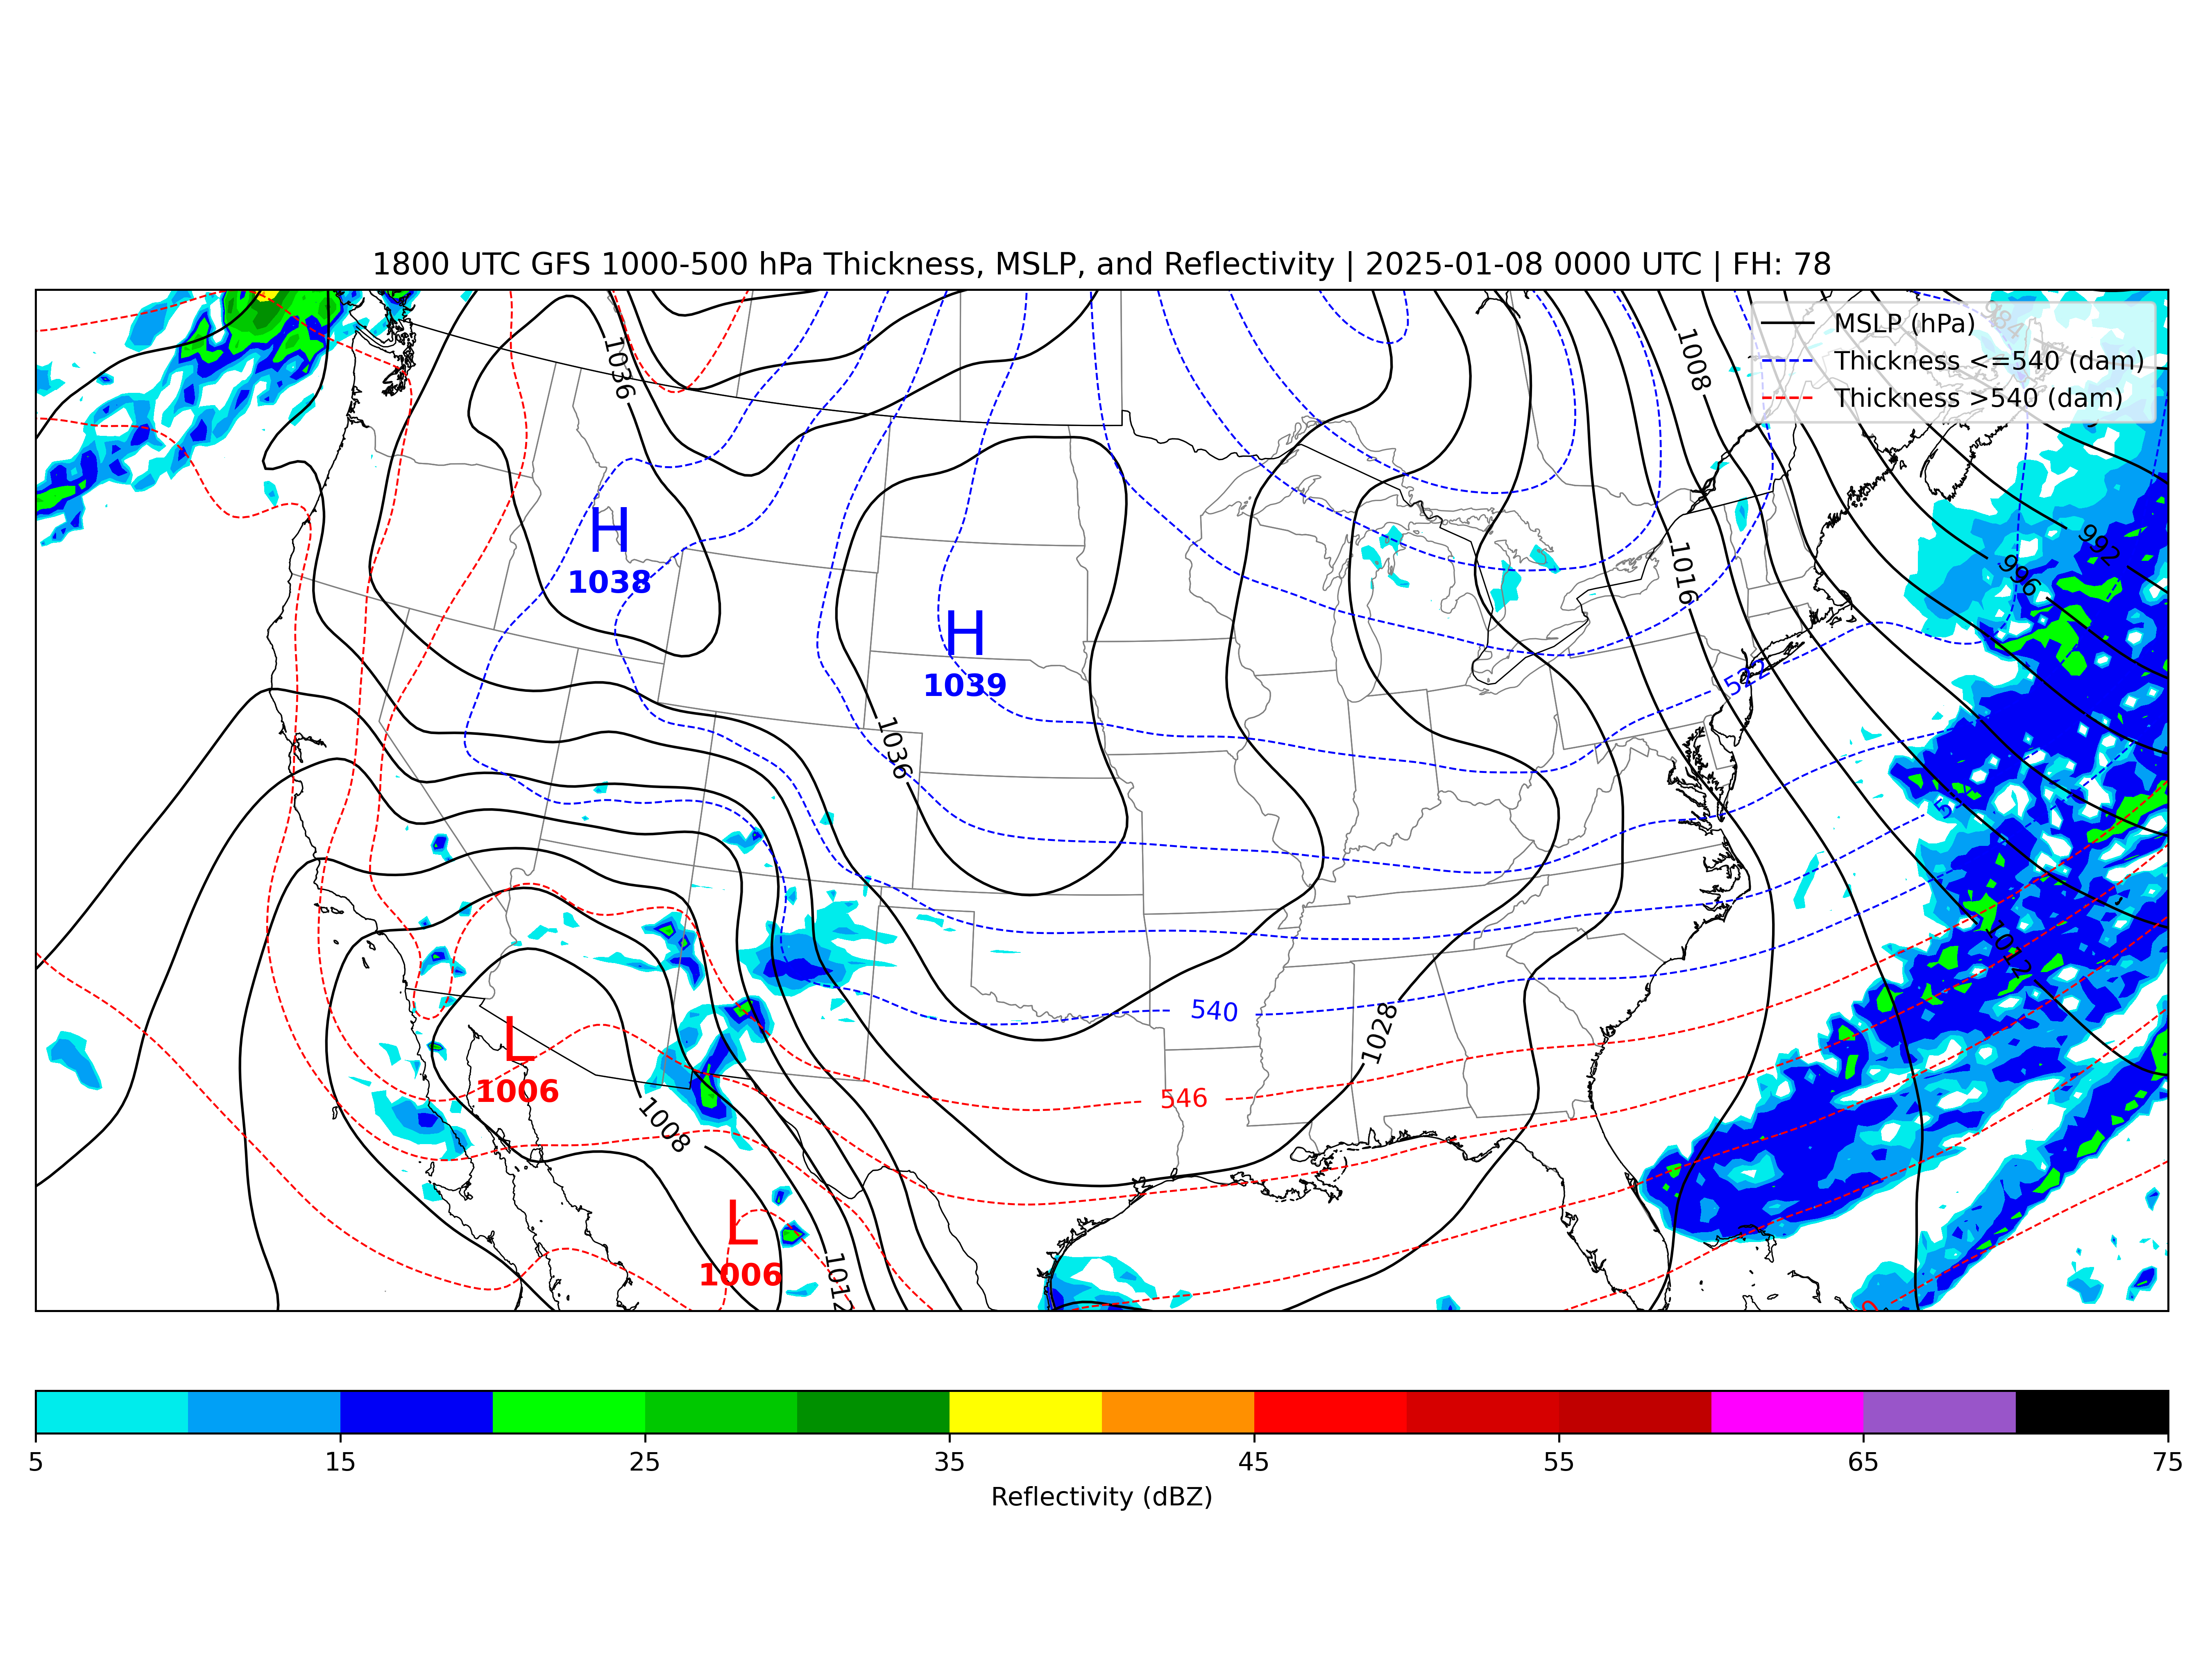 1800 UTC GFS 1000-500 hPa Thickness, MSLP, and Reflectivity | 2025-01-08 0000 UTC | FH: 78
984
MSLP (hPa)
Thickness <=540 (dam)
Thickness >540 (dam)
1008
1036
H
1038
992
996
1016
H
1039
522
1036
1012
540
1028
546
L
1006
1008
L
1006
1012
5
15
25
35
45
55
65
75
Reflectivity (dBZ)